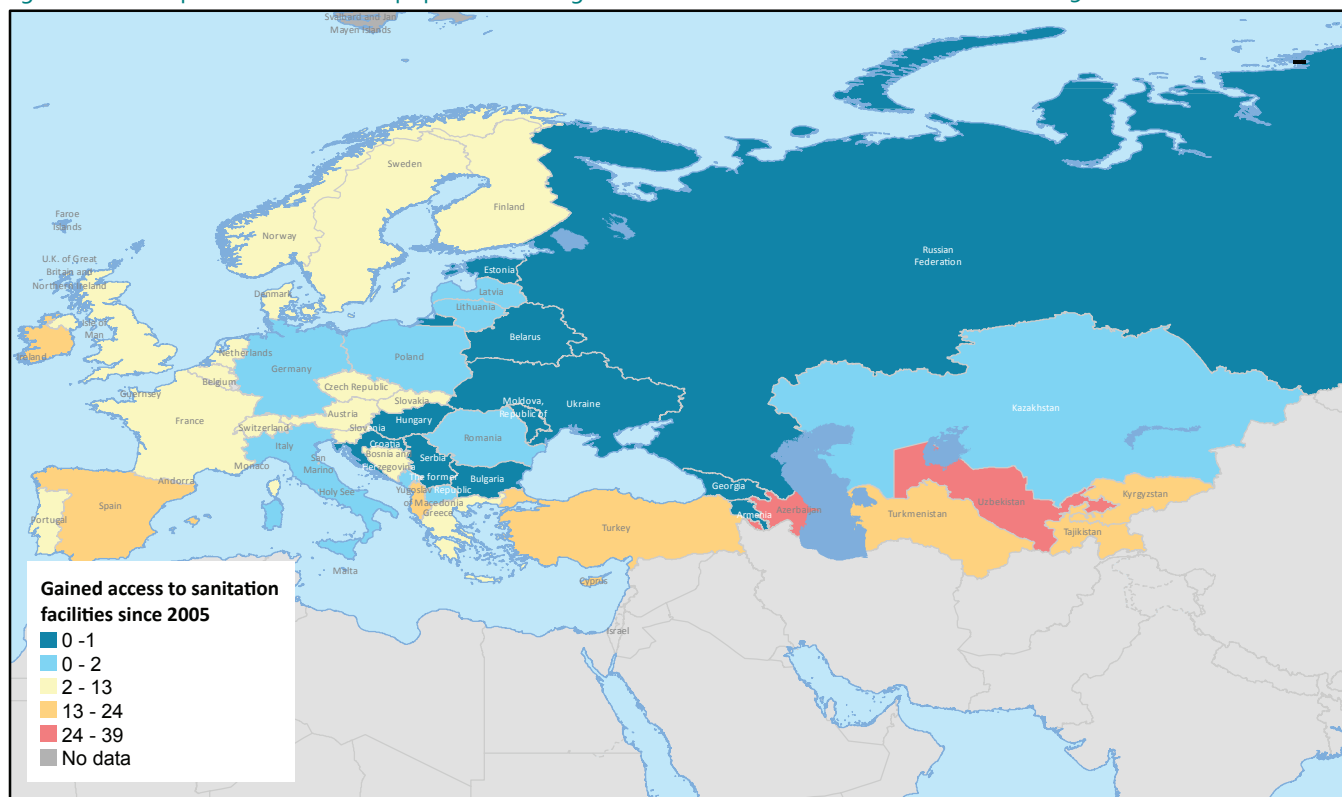 Svalbard and Jan
Mayen Islands
Sweden
Finland
Norway
Faroe
Islands
Russian
Federation
U.K. of Great
Britain and
Northern Ireland
Estonia
Denmark
Latvia
Lithuania
Isle of
Man
Belarus
Ireland
Netherlands
Poland
Germany
Belgium
Czech Republic
Guernsey
Slovakia
Moldova,
Republic of
Ukraine
Kazakhstan
Austria
France
Hungary
Switzerland
Slovenia
Romania
Croatia
Italy
Bosnia and
Herzegovina
Serbia
San
Marino
Monaco
Andorra
The former
Yugoslav
Republic
of Macedonia
Bulgaria
Georgia
Holy See
Spain
Portugal
Greece
Armenia
Azerbaijan
Uzbekistan
Kyrgyzstan
Turkmenistan
Turkey
Tajikistan
Malta
Cyprus
Israel
Gained access to sanitation
facilities since 2005
0 -1
0 - 2
2 - 13
13 - 24
24 - 39
No data